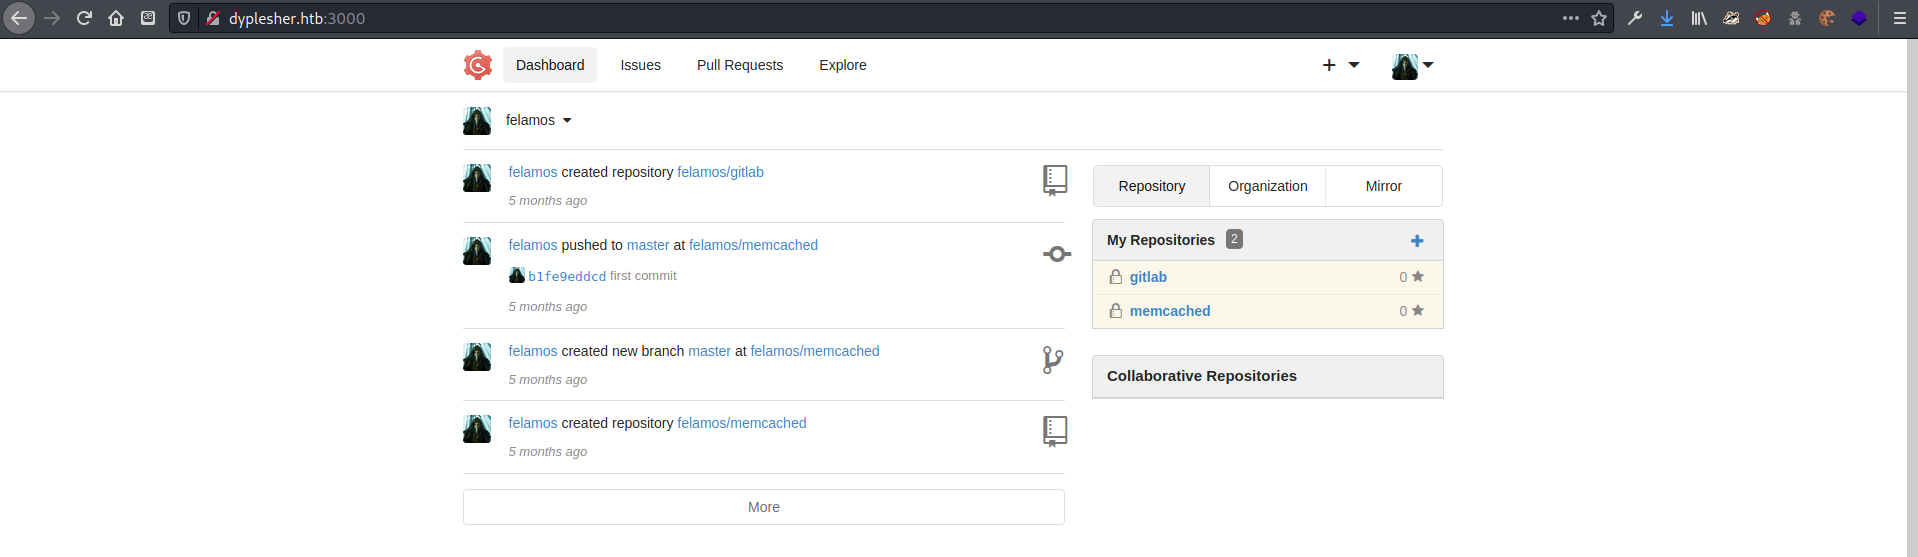 dyplesher.htb:3000
Dashboard Issues Pull Requests Explore
felamos
felamos created repository felamos/gitlab
5 months ago
felamos pushed to master at felamos/memcached
b1fe9eddcd first commit
5 months ago
felamos created new branch master at felamos/memcached
5 months ago
felamos created repository felamos/memcached
5 months ago
More
Repository Organization Mirror
My Repositories 2
gitlab 0
memcached 0
Collaborative Repositories